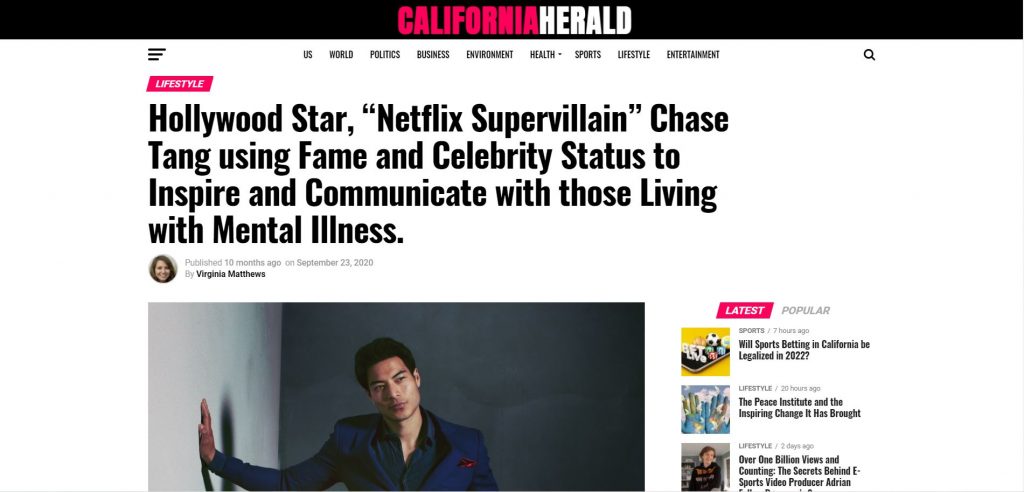 CALIFORNIAHERALD
US WORLD POLITICS BUSINESS ENVIRONMENT HEALTH SPORTS LIFESTYLE ENTERTAINMENT
LIFESTYLE
Hollywood Star, “Netflix Supervillain” Chase
Tang using Fame and Celebrity Status to
Inspire and Communicate with those Living
with Mental Illness.
Published 10 months ago on September 23, 2020
By Virginia Matthews
LATEST POPULAR
SPORTS / 7 hours ago
Will Sports Betting in California be
Legalized in 2022?
LIFESTYLE / 20 hours ago
The Peace Institute and the
Inspiring Change It Has Brought
LIFESTYLE / 2 days ago
Over One Billion Views and
Counting: The Secrets Behind E-
Sports Video Producer Adrian